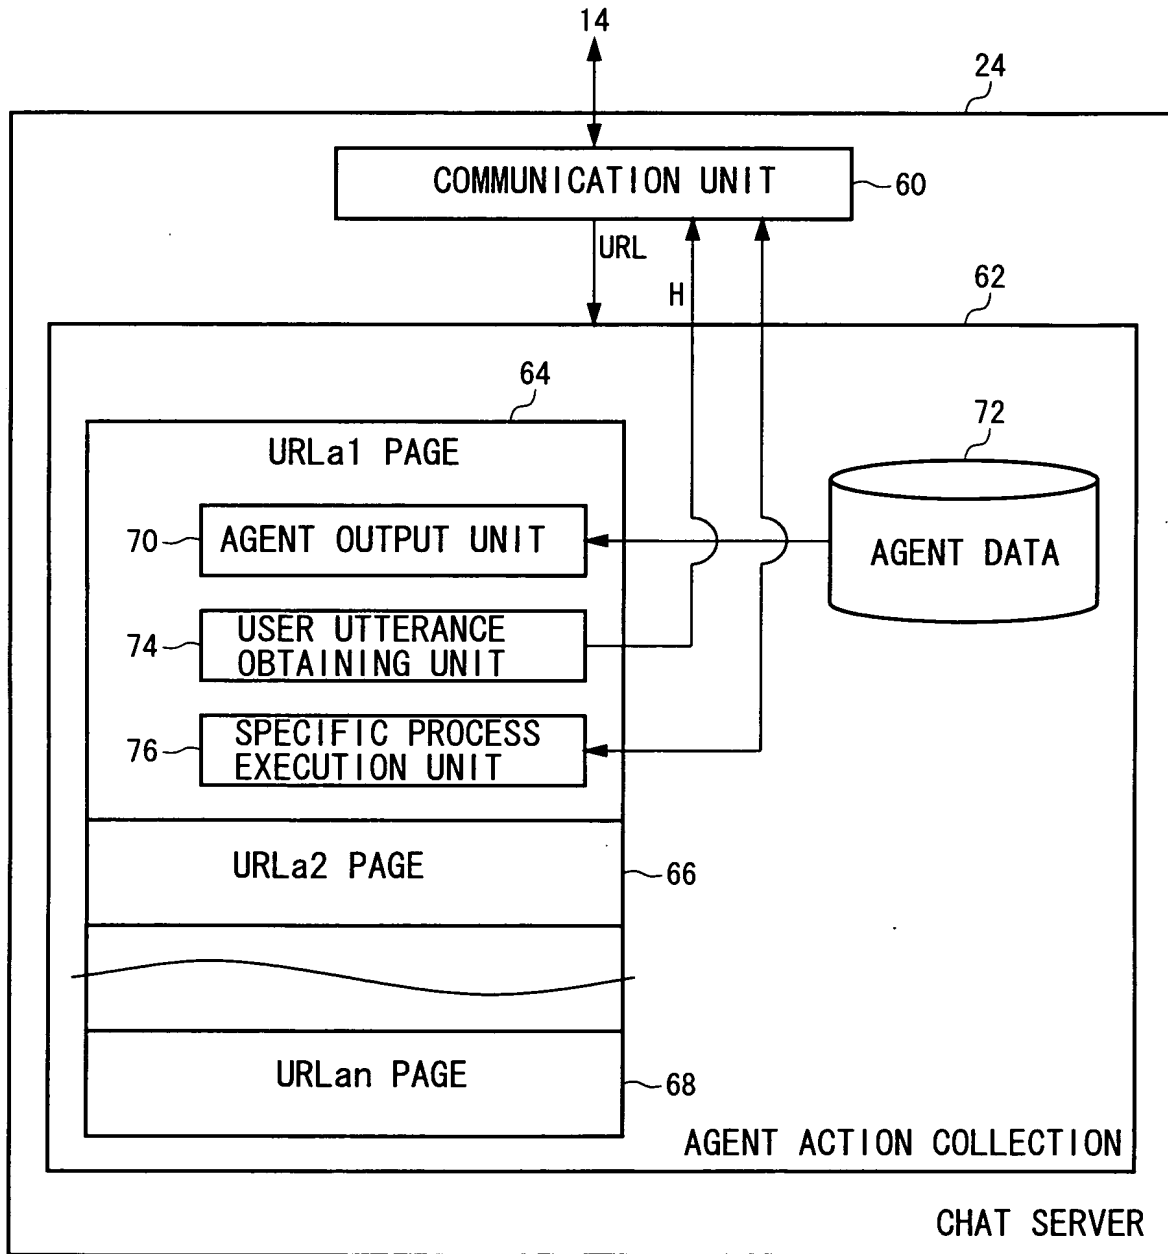 14
24
COMMUNICATION UNIT
60
URL
H
62
64
URLa1 PAGE
72
70
AGENT OUTPUT UNIT
AGENT DATA
74
USER UTTERANCE
OBTAINING UNIT
76
SPECIFIC PROCESS
EXECUTION UNIT
URLa2 PAGE
66
URLan PAGE
68
AGENT ACTION COLLECTION
CHAT SERVER